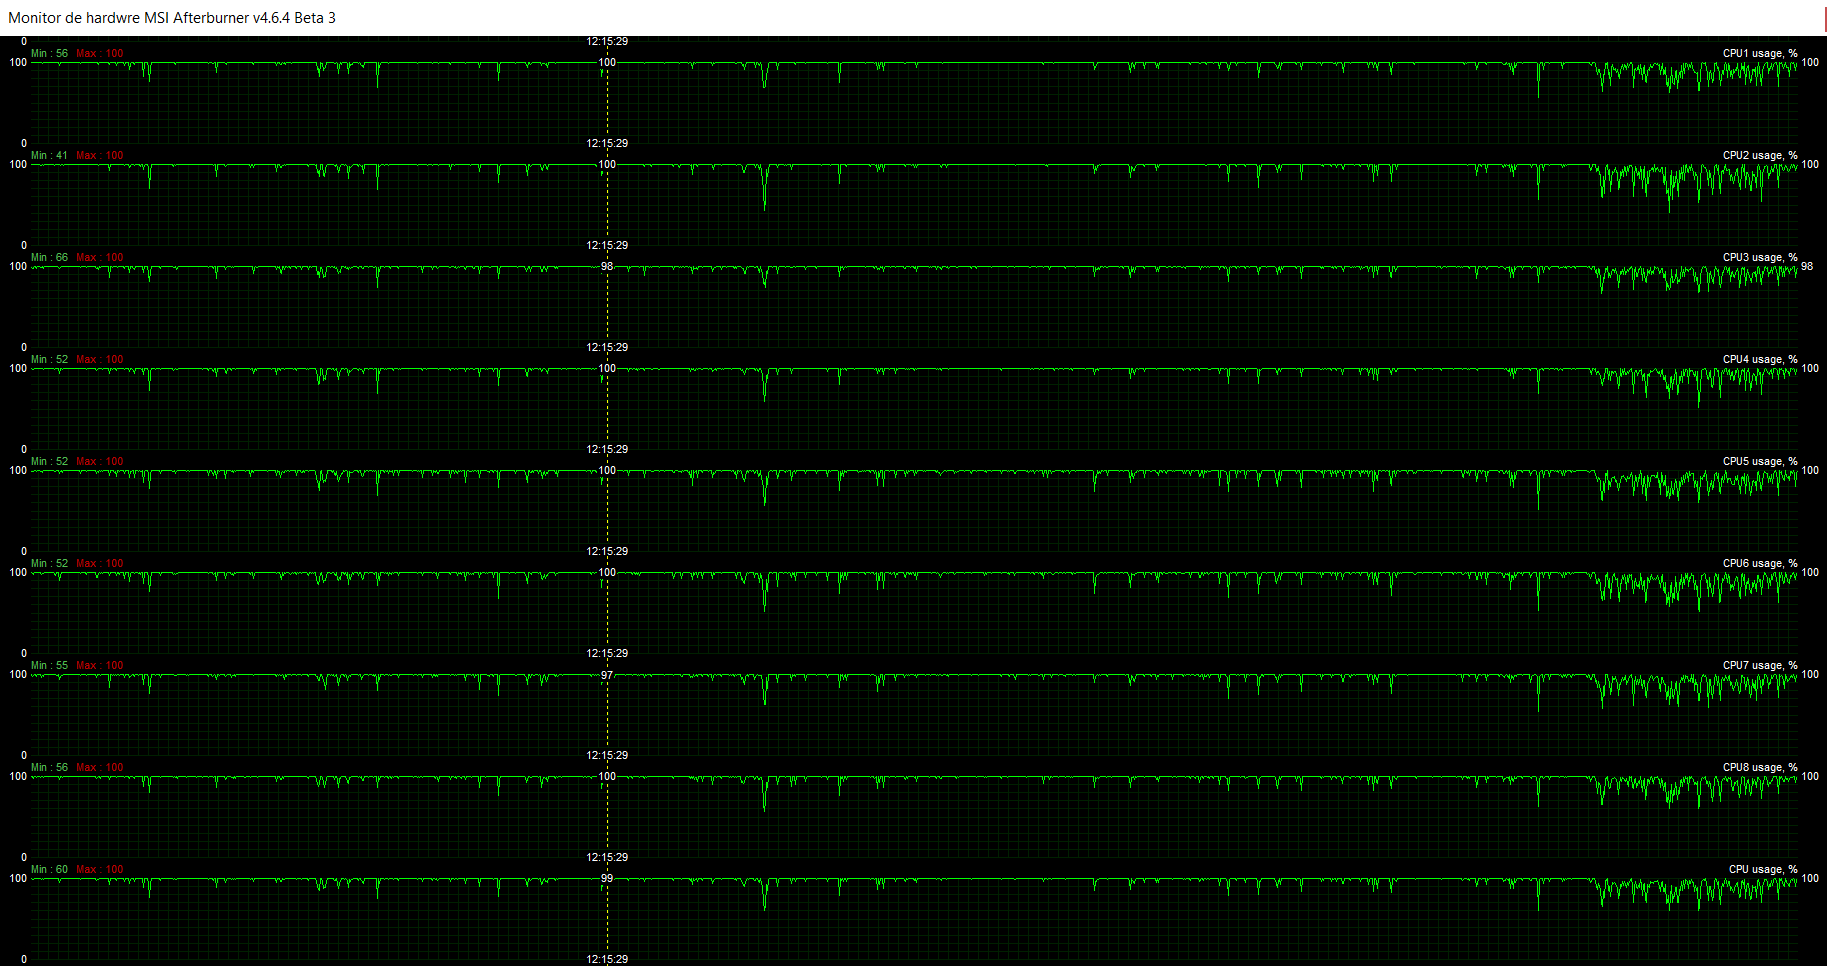 Monitor de hardwre MSI Afterburner v4.6.4 Beta 3
0 12:15:29
Min : 56 Max : 100 CPU1 usage, %
100 100 100
0 12:15:29
Min : 41 Max : 100 CPU2 usage, %
100 100 100
0 12:15:29
Min : 66 Max : 100 CPU3 usage, %
100 98 98
0 12:15:29
Min : 52 Max : 100 CPU4 usage, %
100 100 100
0 12:15:29
Min : 52 Max : 100 CPU5 usage, %
100 100 100
0 12:15:29
Min : 52 Max : 100 CPU6 usage, %
100 100 100
0 12:15:29
Min : 55 Max : 100 CPU7 usage, %
100 97 100
0 12:15:29
Min : 56 Max : 100 CPU8 usage, %
100 100 100
0 12:15:29
Min : 60 Max : 100 CPU usage, %
100 99 100
0 12:15:29